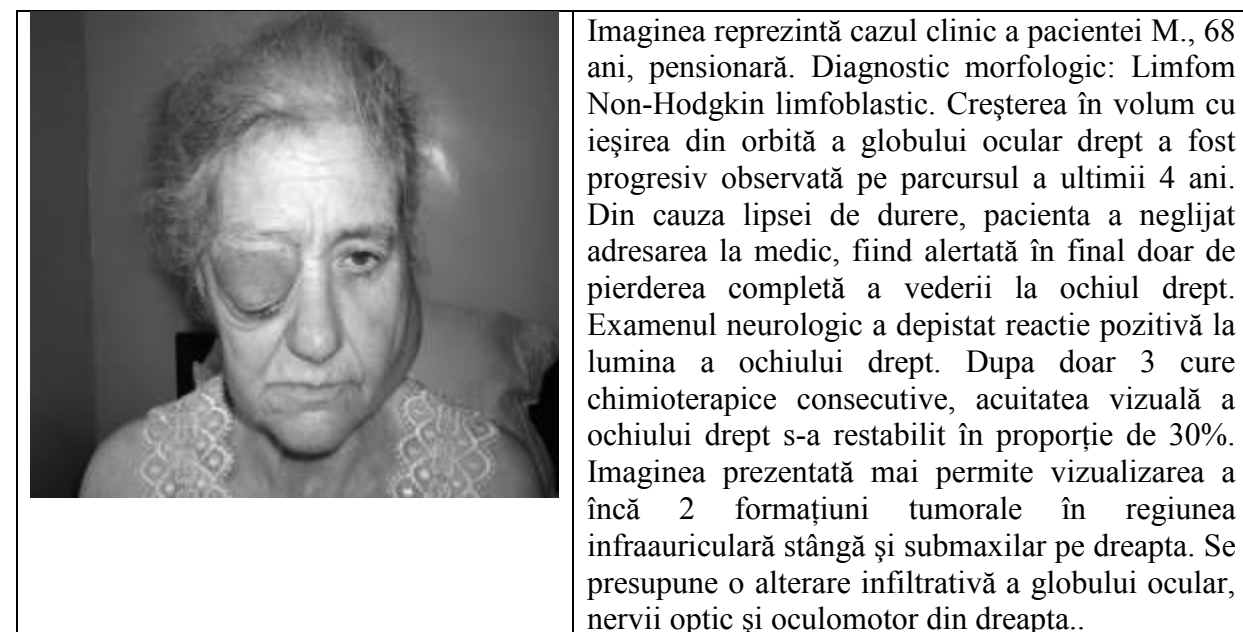 Imaginea reprezintă cazul clinic a pacientei M., 68
ani, pensionară. Diagnostic morfologic: Limfom
Non-Hodgkin limfoblastic. Creşterea în volum cu
ieşirea din orbită a globului ocular drept a fost
progresiv observată pe parcursul a ultimii 4 ani.
Din cauza lipsei de durere, pacienta a neglijat
adresarea la medic, fiind alertată în final doar de
pierderea completă a vederii la ochiul drept.
Examenul neurologic a depistat reactie pozitivă la
lumina a ochiului drept. Dupa doar 3 cure
chimioterapice consecutive, acuitatea vizuală a
ochiului drept s-a restabilit în proporţie de 30%.
Imaginea prezentată mai permite vizualizarea a
încă 2 formațiuni tumorale în regiunea
infraauriculară stângă şi submaxilar pe dreapta. Se
presupune o alterare infiltrativă a globului ocular,
nervii optic şi oculomotor din dreapta..